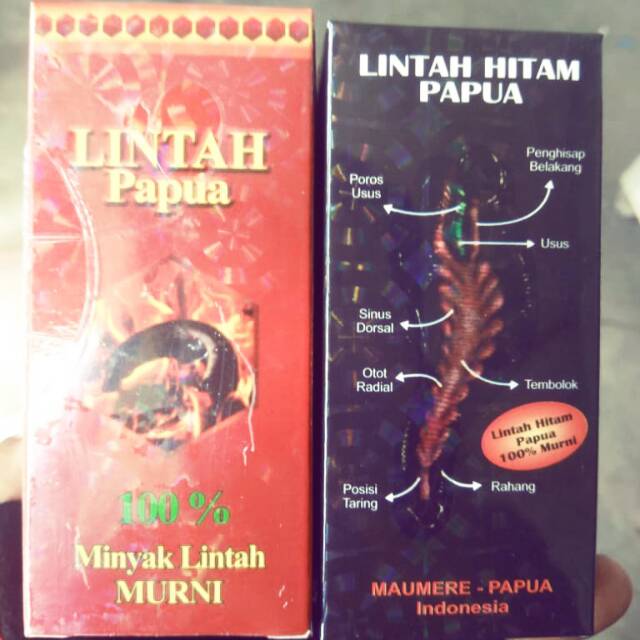 LINTAH
Papua
100 %
Minyak Lintah
MURNI
LINTAH HITAM
PAPUA
Penghisap
Belakang
Poros
Usus
Usus
Sinus
Dorsal
Otot
Radial
Tembolok
Lintah Hitam
Papua
100% Murni
Posisi
Taring
Rahang
MAUMERE - PAPUA
Indonesia